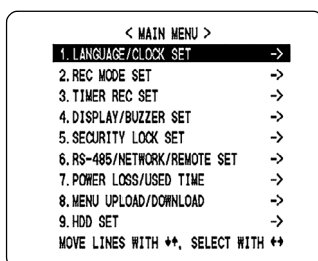 < MAIN MENU >
1. LANGUAGE/CLOCK SET ->
2. REC MODE SET ->
3. TIMER REC SET ->
4. DISPLAY/BUZZER SET ->
5. SECURITY LOCK SET ->
6. RS-485/NETWORK/REMOTE SET ->
7. POWER LOSS/USED TIME ->
8. MENU UPLOAD/DOWNLOAD ->
9. HDD SET ->
MOVE LINES WITH ↓↑, SELECT WITH ↔